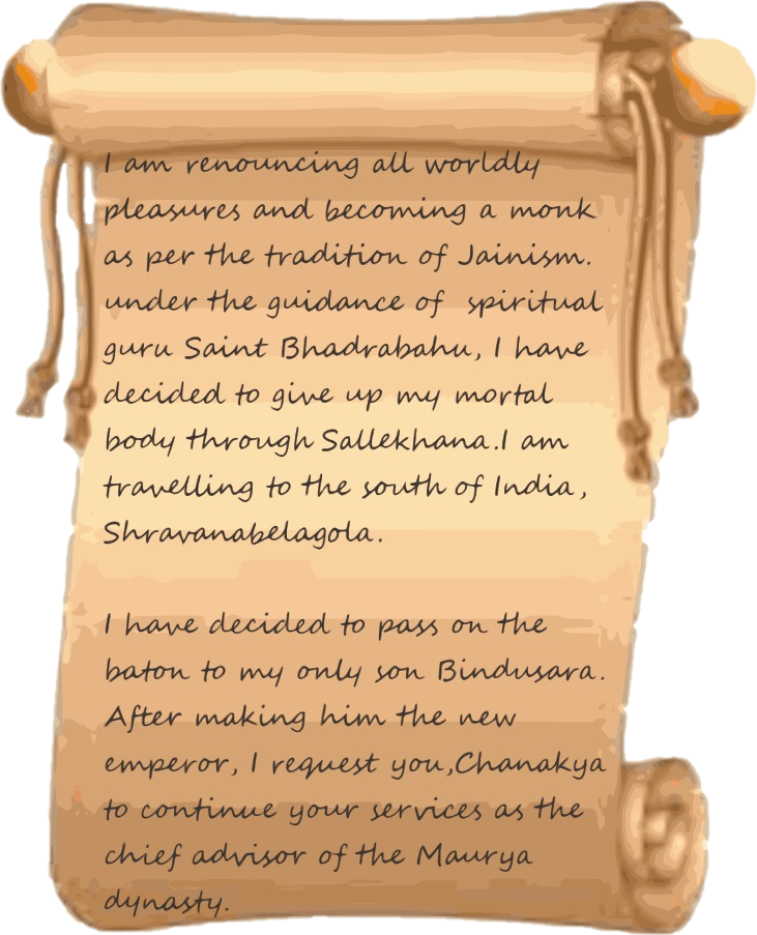 I am renouncing all worldly
pleasures and becoming a monk
as per the tradition of Jainism.
under the guidance of spiritual
guru Saint Bhadrabahu, I have
decided to give up my mortal
body through Sallekhana.I am
travelling to the south of India,
Shravanabelagola.
I have decided to pass on the
baton to my only son Bindusara.
After making him the new
emperor, I request you,Chanakya
to continue your services as the
chief advisor of the Maurya
dynasty.